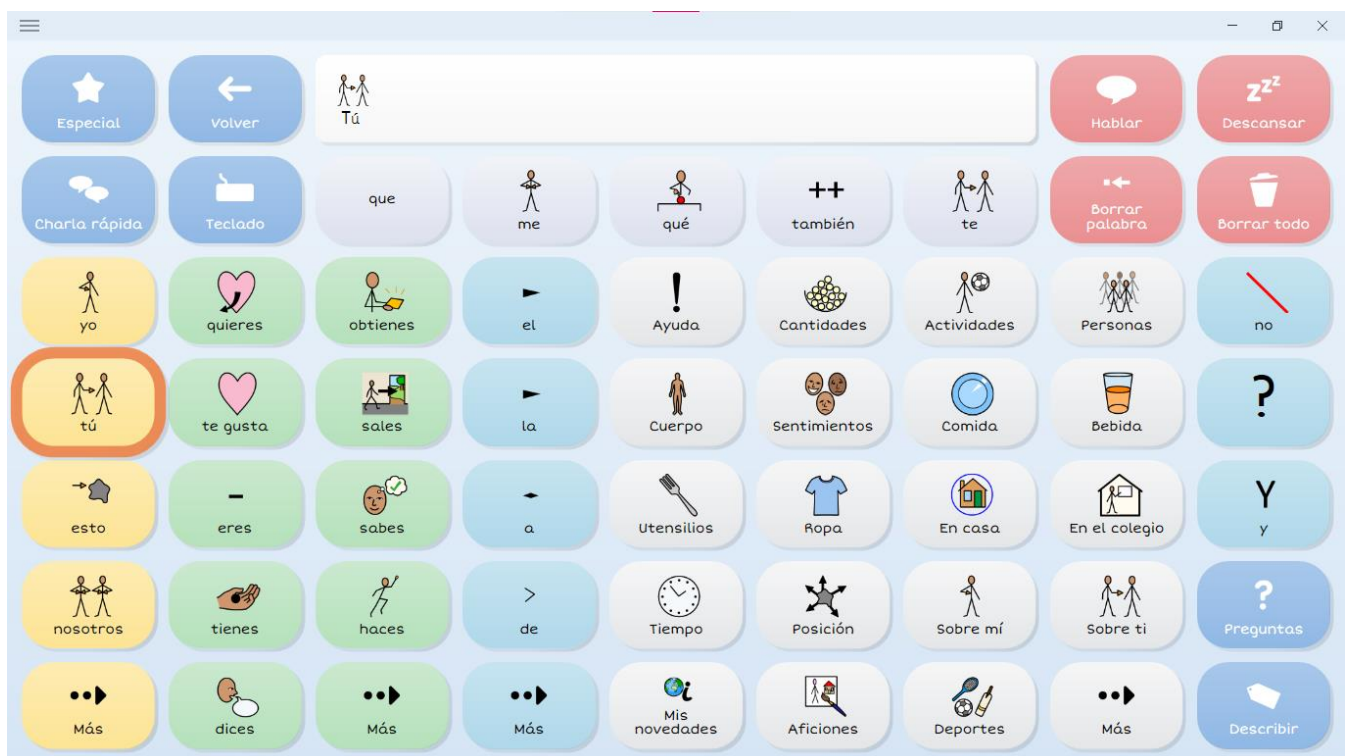 Especial
Volver
Tú
Hablar
zzz
Descansar
Charla rápida
Teclado
que
me
qué
++
también
te
Borrar
palabra
Borrar todo
yo
quieres
obtienes
el
!
Ayuda
Cantidades
Actividades
Personas
no
tú
te gusta
sales
la
Cuerpo
Sentimientos
Comida
Bebida
?
esto
eres
sabes
a
Utensilios
Ropa
En casa
En el colegio
Y
y
nosotros
tienes
haces
>
de
Tiempo
Posición
Sobre mí
Sobre ti
?
Preguntas
Más
dices
Más
Más
i
Mis
novedades
Aficiones
Deportes
Más
Describir